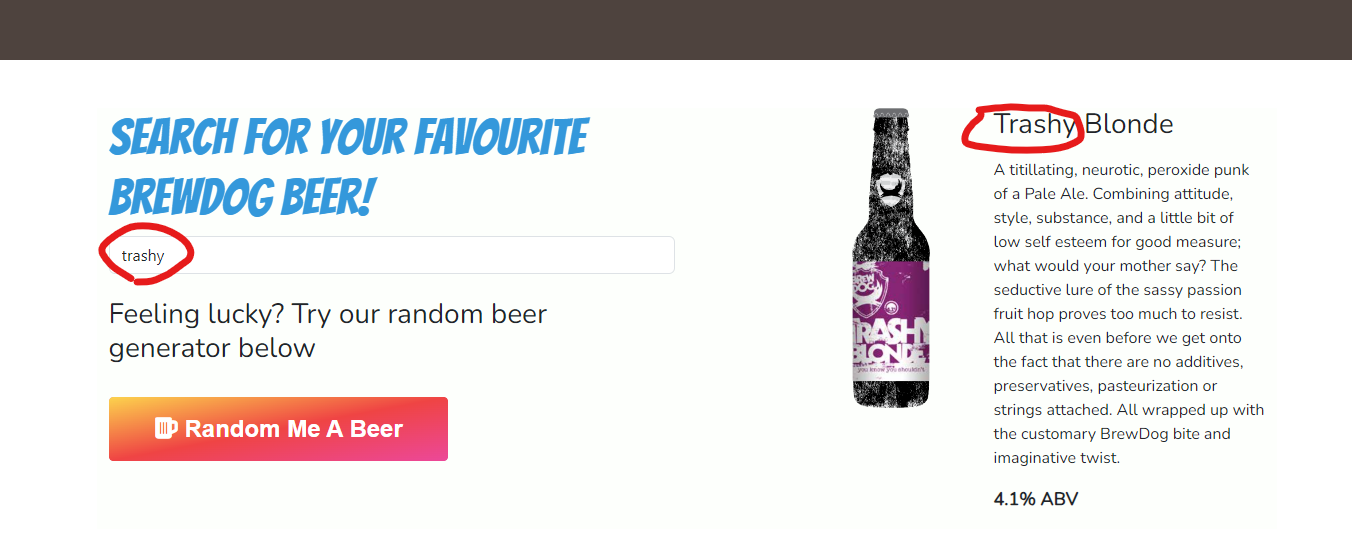 SEARCH FOR YOUR FAVOURITE
BREWDOG BEER!
trashy
Feeling lucky? Try our random beer
generator below
Random Me A Beer
TRASHY
BLONDE
you know you shouldn't
Trashy Blonde
A titillating, neurotic, peroxide punk
of a Pale Ale. Combining attitude,
style, substance, and a little bit of
low self esteem for good measure;
what would your mother say? The
seductive lure of the sassy passion
fruit hop proves too much to resist.
All that is even before we get onto
the fact that there are no additives,
preservatives, pasteurization or
strings attached. All wrapped up with
the customary BrewDog bite and
imaginative twist.
4.1% ABV